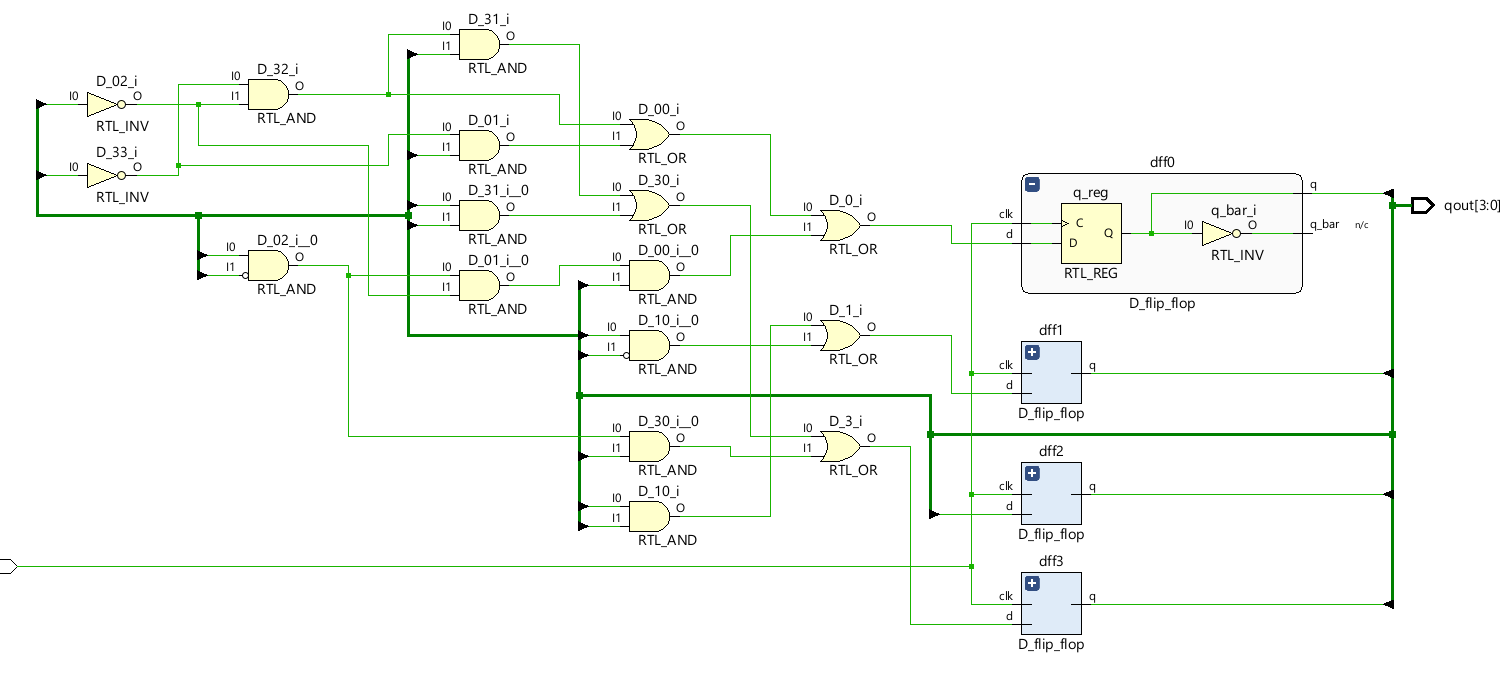 D_31_i
I0
I1
O
RTL_AND
D_32_i
I0
I1
O
RTL_AND
D_02_i
I0
O
RTL_INV
D_33_i
I0
O
RTL_INV
D_01_i
I0
I1
O
RTL_AND
D_00_i
I0
I1
O
RTL_OR
D_31_i__0
I0
I1
O
RTL_AND
D_30_i
I0
I1
O
RTL_OR
D_02_i__0
I0
I1
O
RTL_AND
D_01_i__0
I0
I1
O
RTL_AND
D_00_i__0
I0
I1
O
RTL_AND
D_0_i
I0
I1
O
RTL_OR
D_10_i__0
I0
I1
O
RTL_AND
D_1_i
I0
I1
O
RTL_OR
D_30_i__0
I0
I1
O
RTL_AND
D_3_i
I0
I1
O
RTL_OR
D_10_i
I0
I1
O
RTL_AND
dff0
q_reg
clk
d
C
D
Q
RTL_REG
q_bar_i
I0
O
RTL_INV
q
q_bar
n/c
D_flip_flop
qout[3:0]
dff1
clk
d
q
D_flip_flop
dff2
clk
d
q
D_flip_flop
dff3
clk
d
q
D_flip_flop